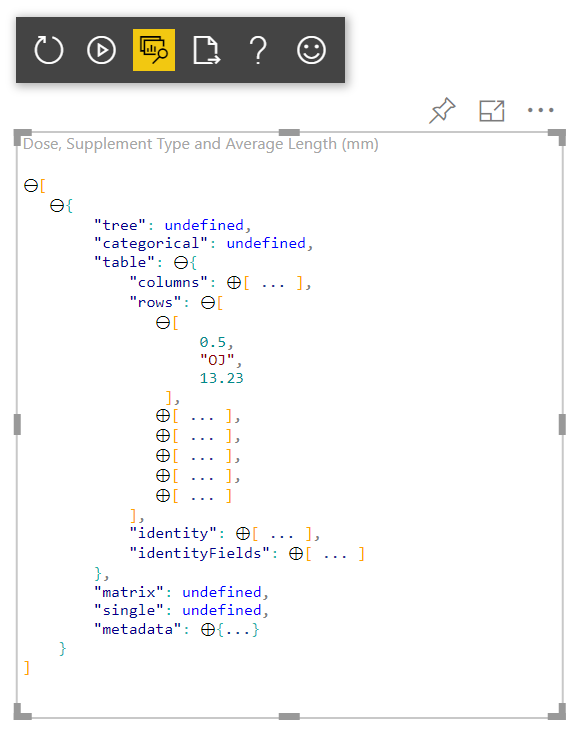 ?
Dose, Supplement Type and Average Length (mm)
⊖[
⊖{
"tree": undefined,
"categorical": undefined,
"table": ⊖{
"columns": ⊕[ ... ],
"rows": ⊖[
⊖[
0.5,
"OJ",
13.23
],
⊕[ ... ],
⊕[ ... ],
⊕[ ... ],
⊕[ ... ],
⊕[ ... ]
],
"identity": ⊕[ ... ],
"identityFields": ⊕[ ... ]
},
"matrix": undefined,
"single": undefined,
"metadata": ⊕{...}
}
]